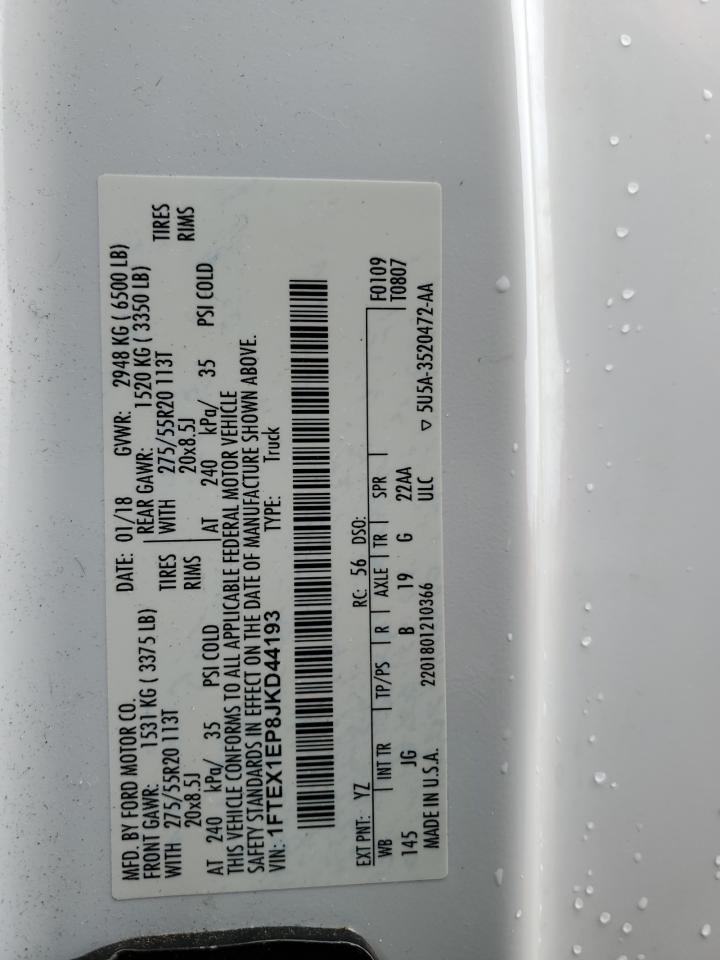 MFD. BY FORD MOTOR CO. DATE: 01/18 GVWR: 2948 KG ( 6500 LB)
FRONT GAWR: 1531 KG ( 3375 LB) REAR GAWR: 1520 KG ( 3350 LB)
WITH 275/55R20 113T TIRES WITH 275/55R20 113T TIRES
20x8.5J RIMS 20x8.5J RIMS
AT 240 kPa/ 35 PSI COLD AT 240 kPa/ 35 PSI COLD
THIS VEHICLE CONFORMS TO ALL APPLICABLE FEDERAL MOTOR VEHICLE
SAFETY STANDARDS IN EFFECT ON THE DATE OF MANUFACTURE SHOWN ABOVE.
VIN: 1FTEX1EP8JKD44193 TYPE: Truck
EXT PNT: YZ RC: 56 DSO: F0109
WB INT TR TP/PS R AXLE TR SPR T0807
145 JG B 19 G 22AA
MADE IN U.S.A. 2201801210366 ULC ▽ 5U5A-3520472-AA